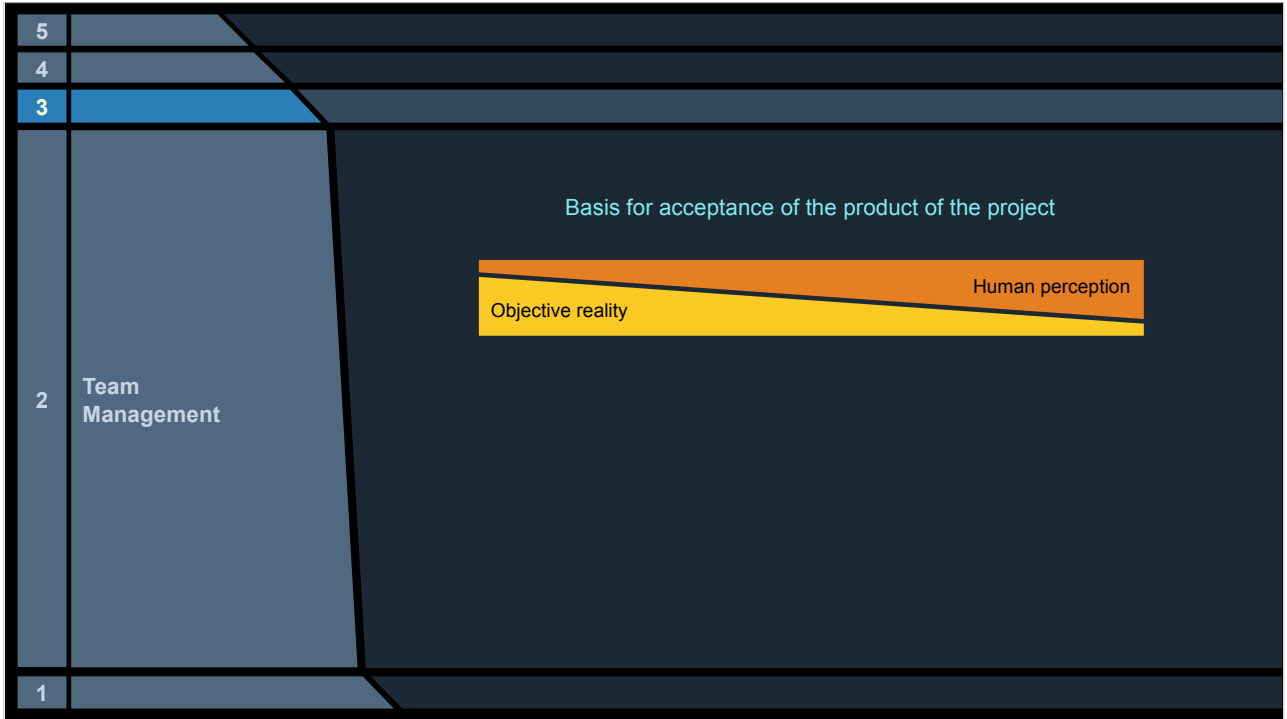 5
4
3
Basis for acceptance of the product of the project
Human perception
Objective reality
2
Team
Management
1